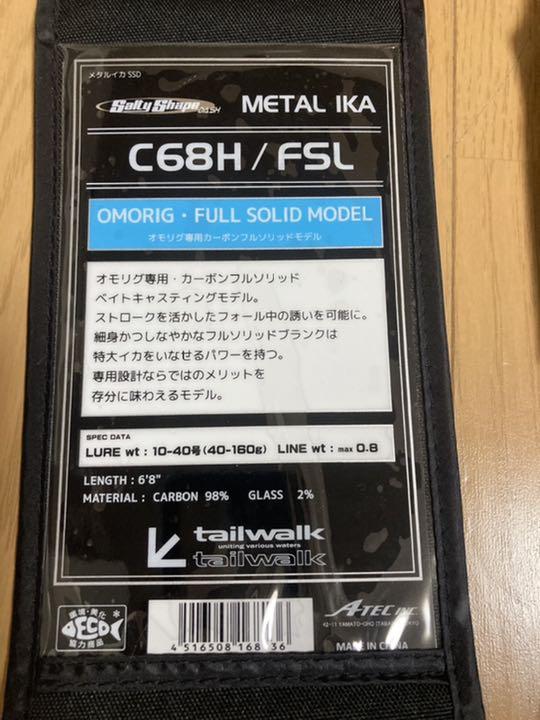 メタルイカ SSD
Salty Shape DASH METAL IKA
C68H / FSL
OMORIG・FULL SOLID MODEL
オモリグ専用カーボンフルソリッドモデル
オモリグ専用・カーボンフルソリッド
ベイトキャスティングモデル。
ストロークを活かしたフォール中の誘いを可能に。
細身かつしなやかなフルソリッドブランクは
特大イカをいなせるパワーを持つ。
専用設計ならではのメリットを
存分に味わえるモデル。
SPEC DATA
LURE wt : 10-40号(40-160g) LINE wt : max 0.8
LENGTH : 6'8"
MATERIAL : CARBON 98% GLASS 2%
tailwalk
uniting various waters
tailwalk
環境・美化
ECO
協力商品
4 516508 168 36
A-TEC INC.
MADE IN CHINA